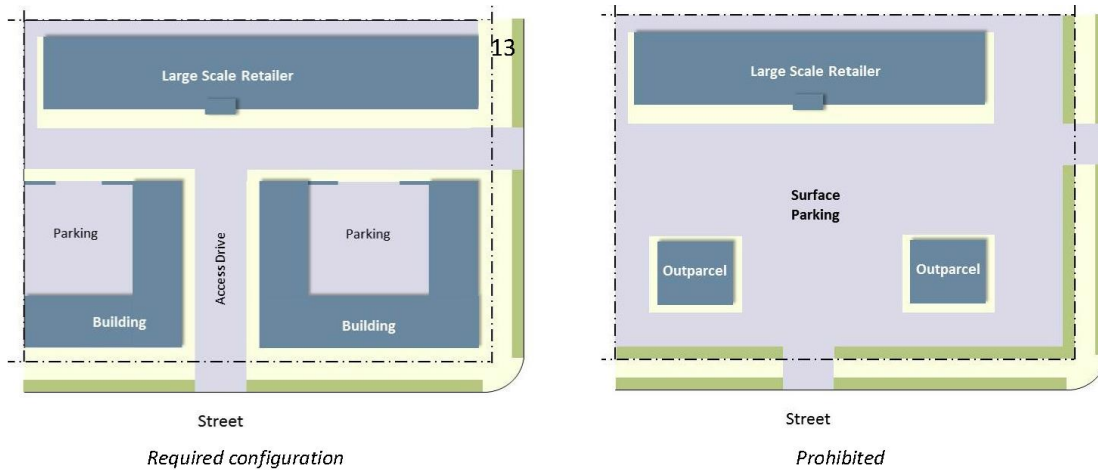 13
Large Scale Retailer
Parking
Parking
Access Drive
Building
Building
Street
Required configuration
Large Scale Retailer
Surface
Parking
Outparcel
Outparcel
Street
Prohibited